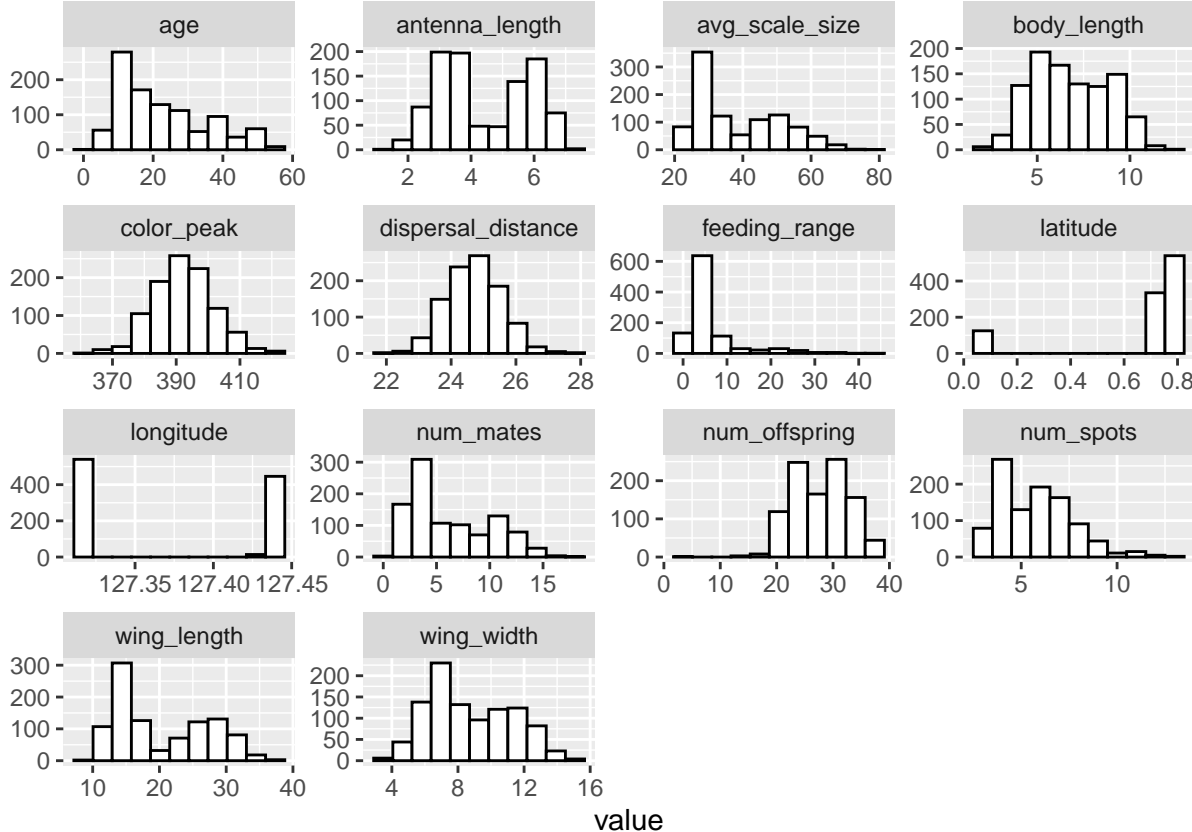 age antenna_length avg_scale_size body_length
200 100 0 200 150 100 50 0 300 200 100 0 200 150 100 50 0
0 20 40 60 2 4 6 20 40 60 80 5 10
color_peak dispersal_distance feeding_range latitude
200 100 0 200 100 0 600 400 200 0 400 200 0
370 390 410 22 24 26 28 0 10 20 30 40 0.0 0.2 0.4 0.6 0.8
longitude num_mates num_offspring num_spots
400 200 0 300 200 100 0 200 100 0 200 100 0
127.35 127.40 127.45 0 5 10 15 0 10 20 30 40 5 10
wing_length wing_width
300 200 100 0 200 150 100 50 0
10 20 30 40 4 8 12 16
value